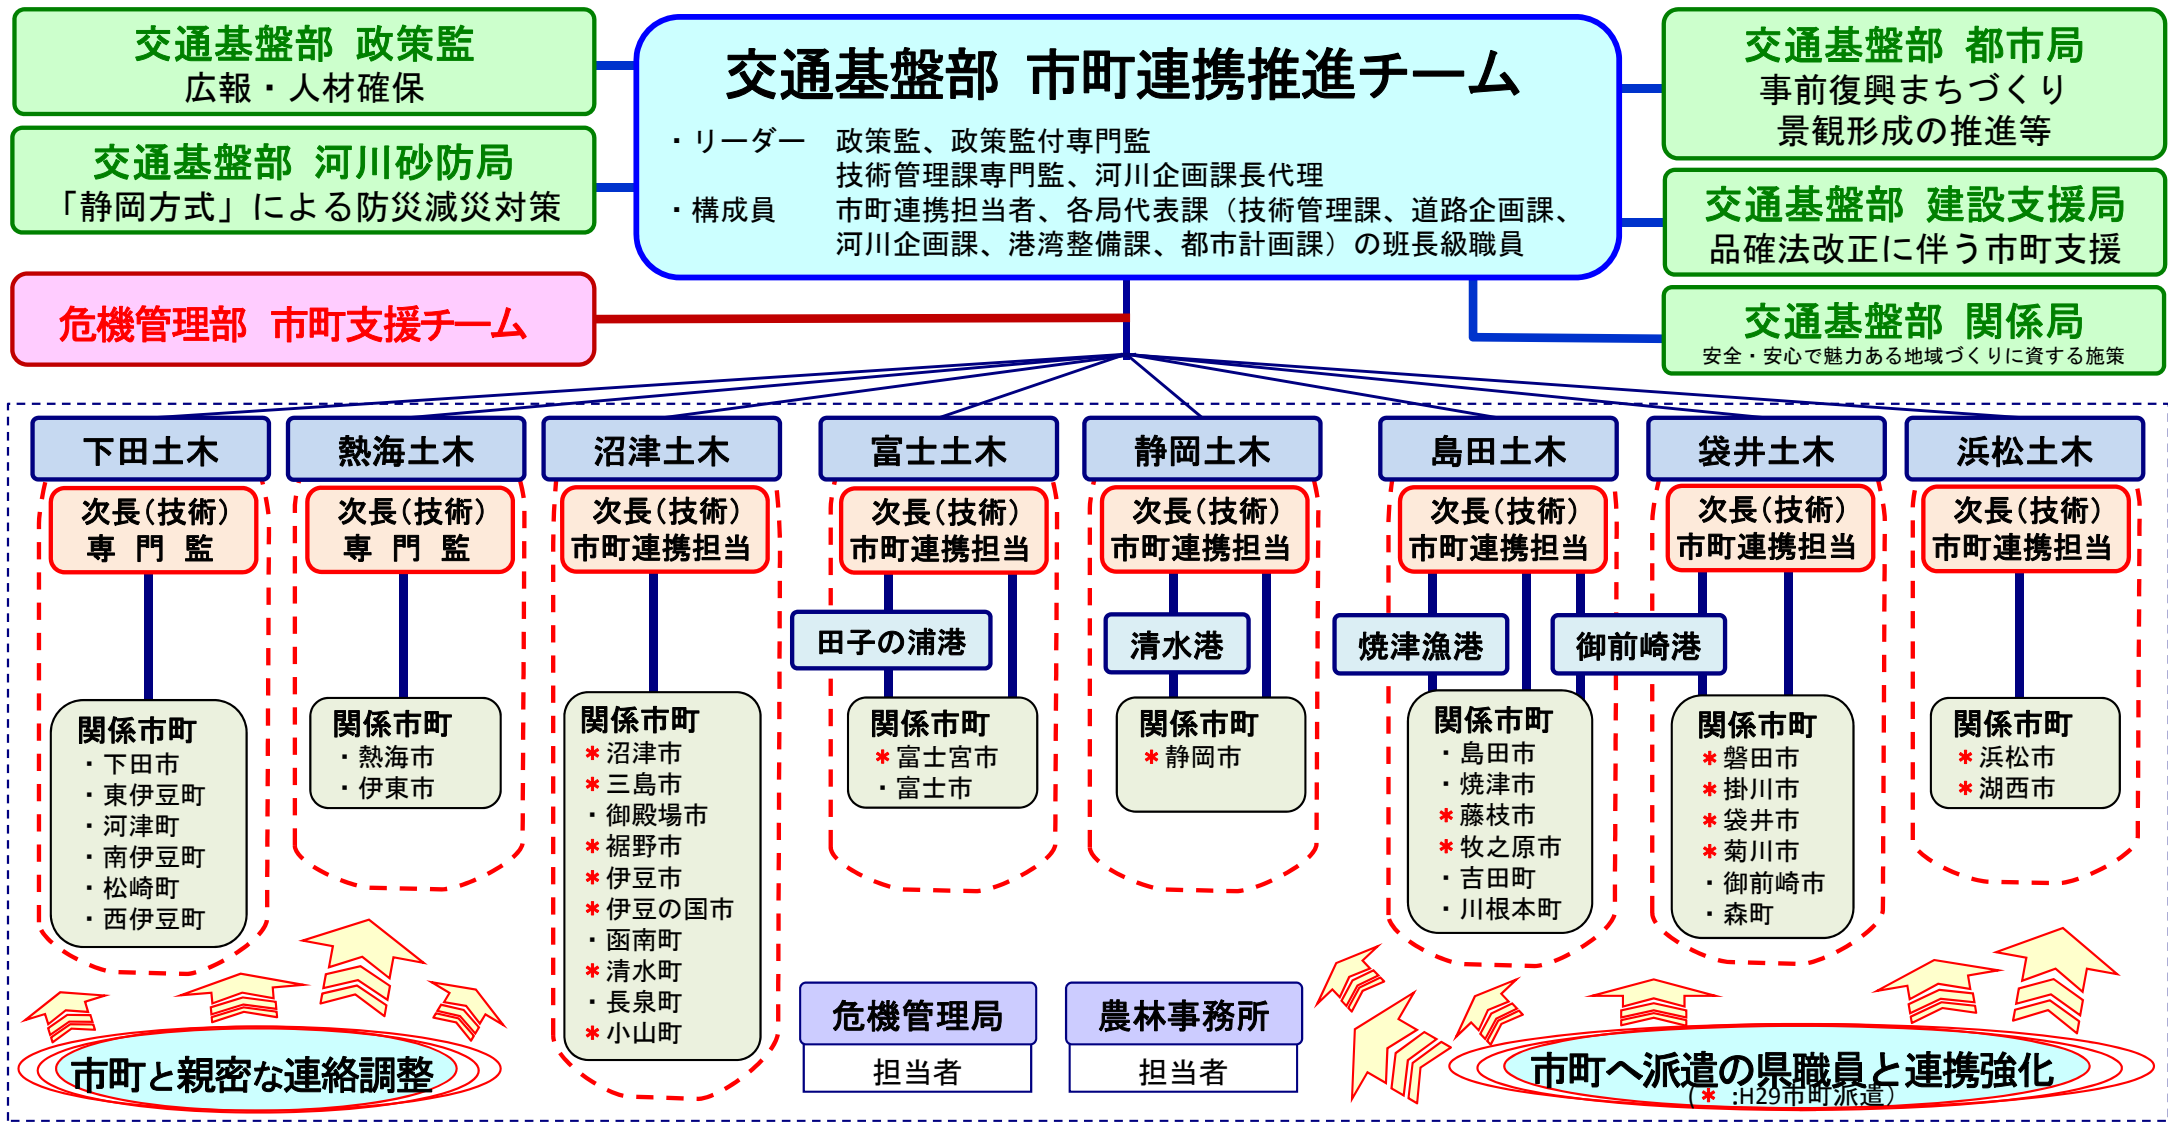 交通基盤部 政策監
広報・人材確保
交通基盤部 河川砂防局
「静岡方式」による防災減災対策
危機管理部 市町支援チーム
交通基盤部 市町連携推進チーム
・リーダー 政策監、政策監付専門監
技術管理課専門監、河川企画課長代理
・構成員 市町連携担当者、各局代表課（技術管理課、道路企画課、
河川企画課、港湾整備課、都市計画課）の班長級職員
交通基盤部 都市局
事前復興まちづくり
景観形成の推進等
交通基盤部 建設支援局
品確法改正に伴う市町支援
交通基盤部 関係局
安全・安心で魅力ある地域づくりに資する施策
下田土木
次長（技術）
専 門 監
関係市町
・下田市
・東伊豆町
・河津町
・南伊豆町
・松崎町
・西伊豆町
熱海土木
次長（技術）
専 門 監
関係市町
・熱海市
・伊東市
沼津土木
次長（技術）
市町連携担当
関係市町
＊沼津市
＊三島市
・御殿場市
＊裾野市
＊伊豆市
＊伊豆の国市
・函南町
＊清水町
・長泉町
＊小山町
富士土木
次長（技術）
市町連携担当
田子の浦港
関係市町
＊富士宮市
・富士市
静岡土木
次長（技術）
市町連携担当
清水港
関係市町
＊静岡市
島田土木
次長（技術）
市町連携担当
焼津漁港
関係市町
・島田市
・焼津市
＊藤枝市
＊牧之原市
・吉田町
・川根本町
御前崎港
袋井土木
次長（技術）
市町連携担当
関係市町
＊磐田市
＊掛川市
＊袋井市
＊菊川市
・御前崎市
・森町
浜松土木
次長（技術）
市町連携担当
関係市町
＊浜松市
＊湖西市
市町と親密な連絡調整
危機管理局
担当者
農林事務所
担当者
市町へ派遣の県職員と連携強化
（＊ :H29市町派遣）